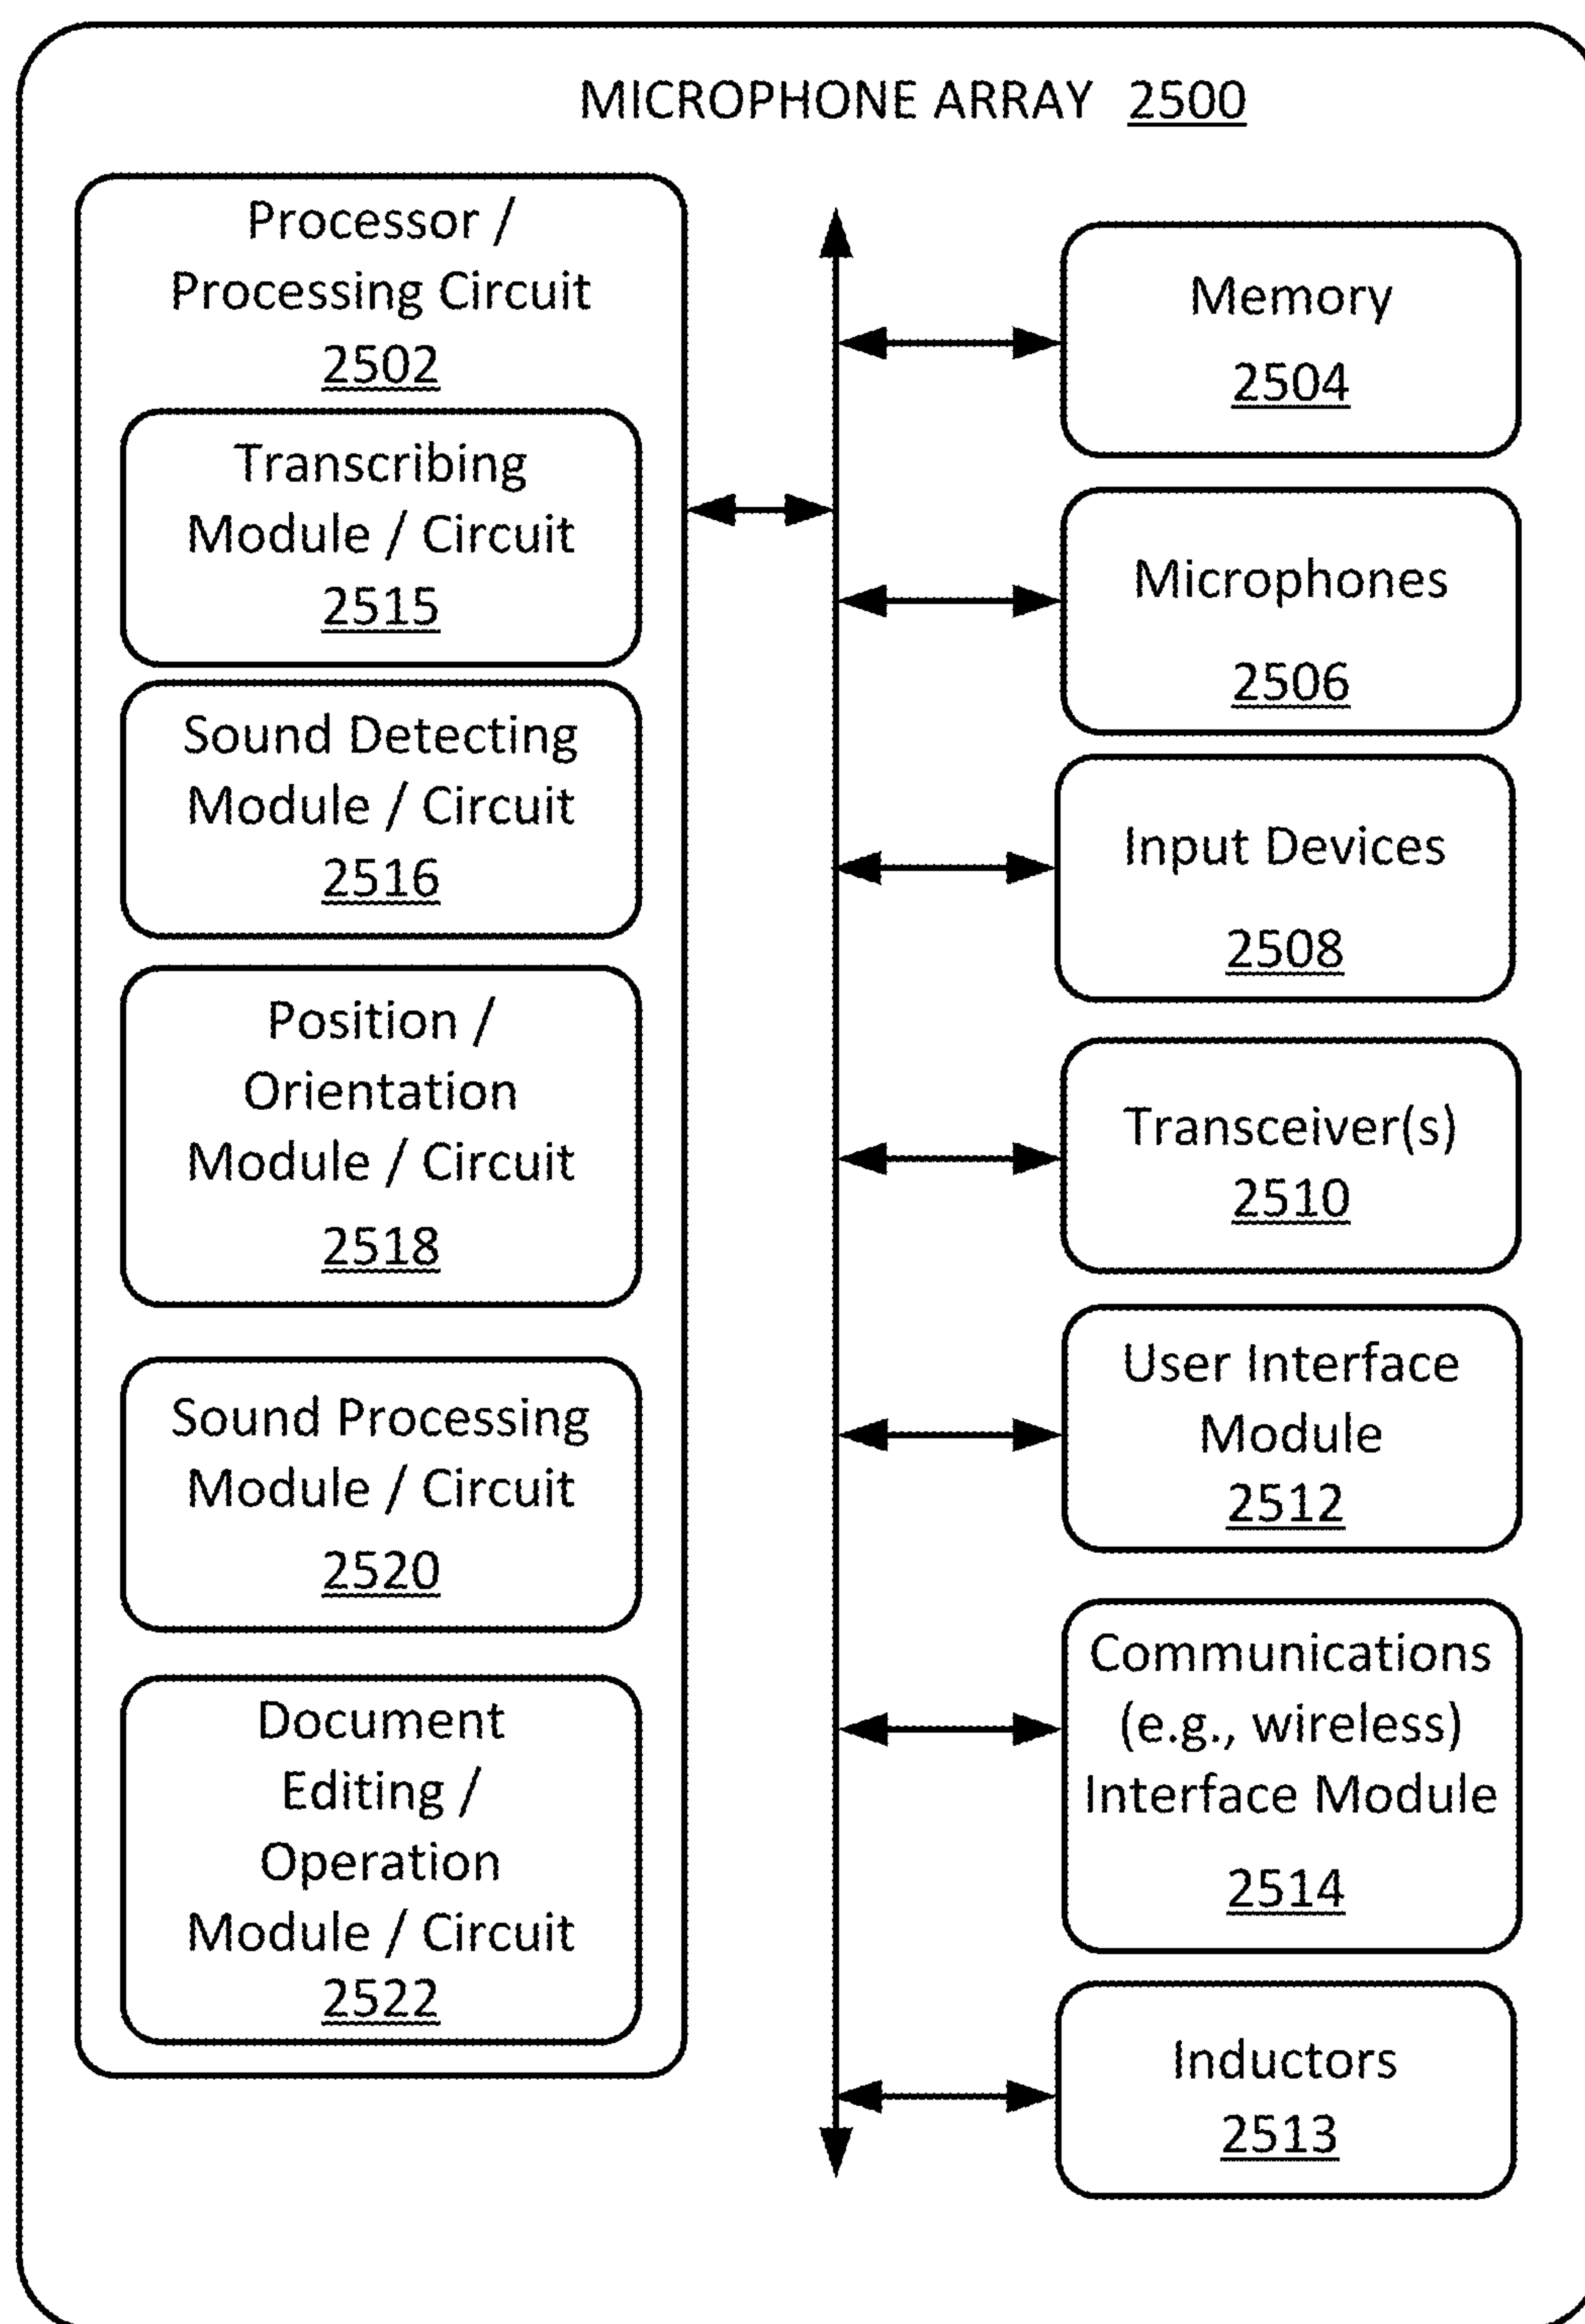 MICROPHONE ARRAY 2500
Processor /
Processing Circuit
2502
Transcribing
Module / Circuit
2515
Sound Detecting
Module / Circuit
2516
Position /
Orientation
Module / Circuit
2518
Sound Processing
Module / Circuit
2520
Document
Editing /
Operation
Module / Circuit
2522
Memory
2504
Microphones
2506
Input Devices
2508
Transceiver(s)
2510
User Interface
Module
2512
Communications
(e.g., wireless)
Interface Module
2514
Inductors
2513